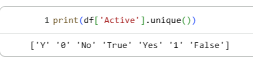 1 print(df['Active'].unique())
['Y' '0' 'No' 'True' 'Yes' '1' 'False']